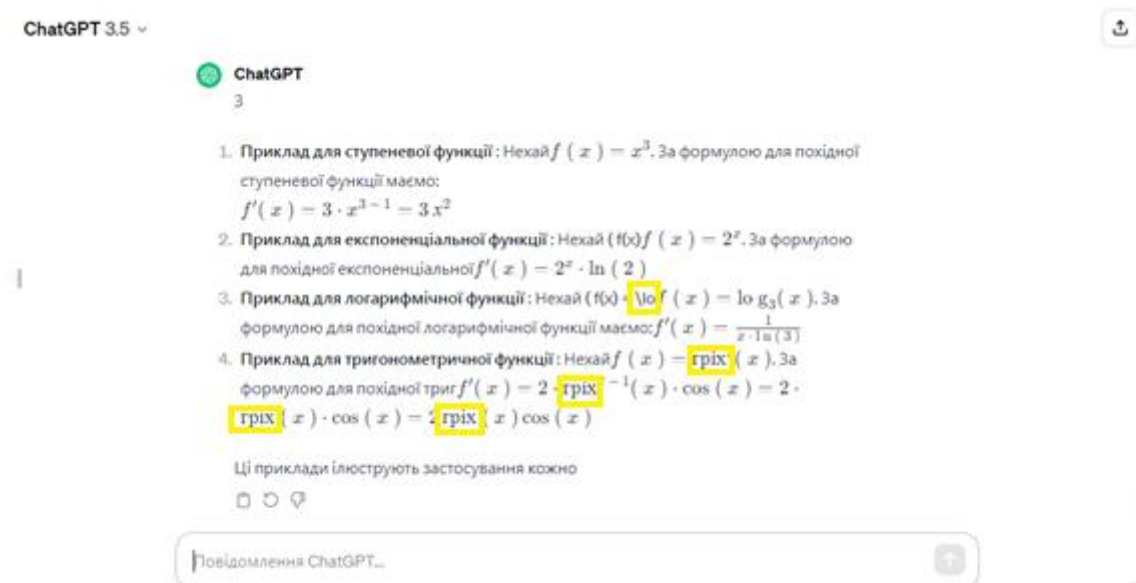 ChatGPT 3.5
ChatGPT
3
1. Приклад для ступеневої функції : Нехай f ( x ) = x³. За формулою для похідної
ступеневої функції маємо:
f′( x ) = 3 · x³⁻¹ = 3 x²
2. Приклад для експоненціальної функції : Нехай ( f(x) f ( x ) = 2ˣ. За формулою
для похідної експоненціальної f′( x ) = 2ˣ · ln ( 2 )
3. Приклад для логарифмічної функції : Нехай ( f(x) = \lo f ( x ) = lo g₃( x ). За
формулою для похідної логарифмічної функції маємо: f′( x ) = 1/(x·ln(3))
4. Приклад для тригонометричної функції : Нехай f ( x ) = гріх ( x ). За
формулою для похідної триг f′( x ) = 2 · гріх ⁻¹( x ) · cos ( x ) = 2 ·
гріх ( x ) · cos ( x ) = 2 гріх ( x ) cos ( x )
Ці приклади ілюструють застосування кожно
Повідомлення ChatGPT...